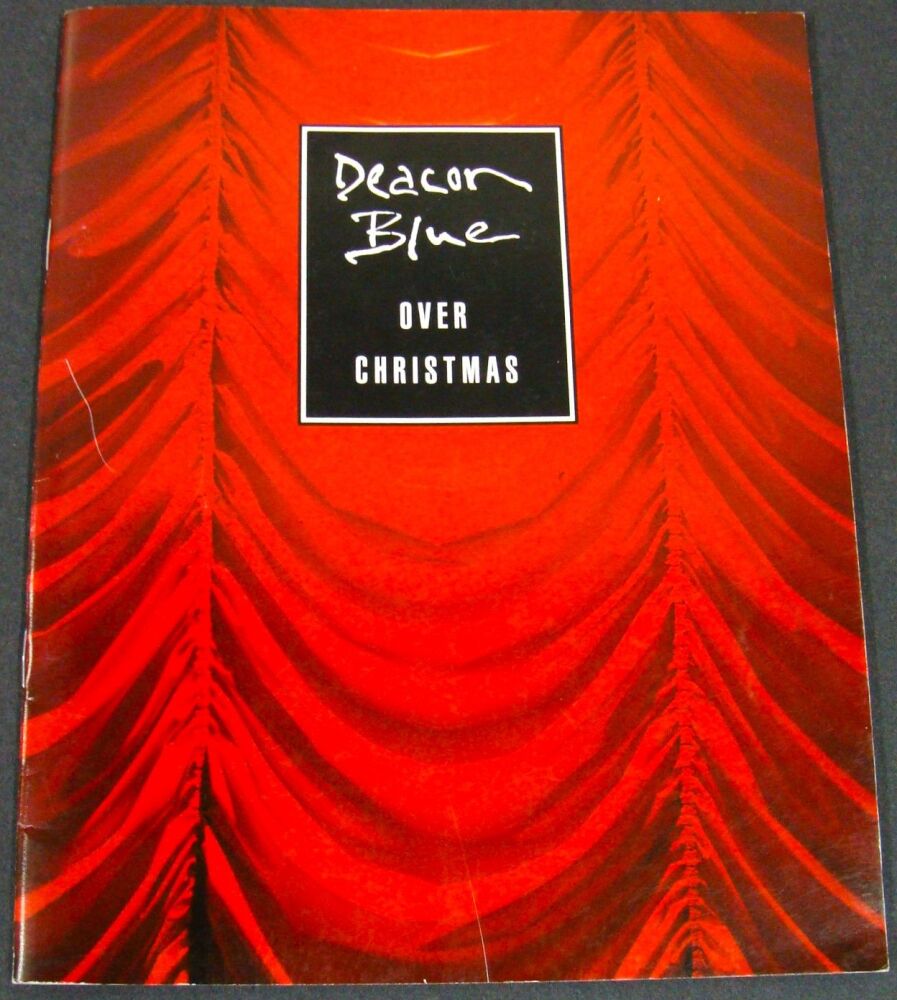 Deacon
Blue
OVER
CHRISTMAS